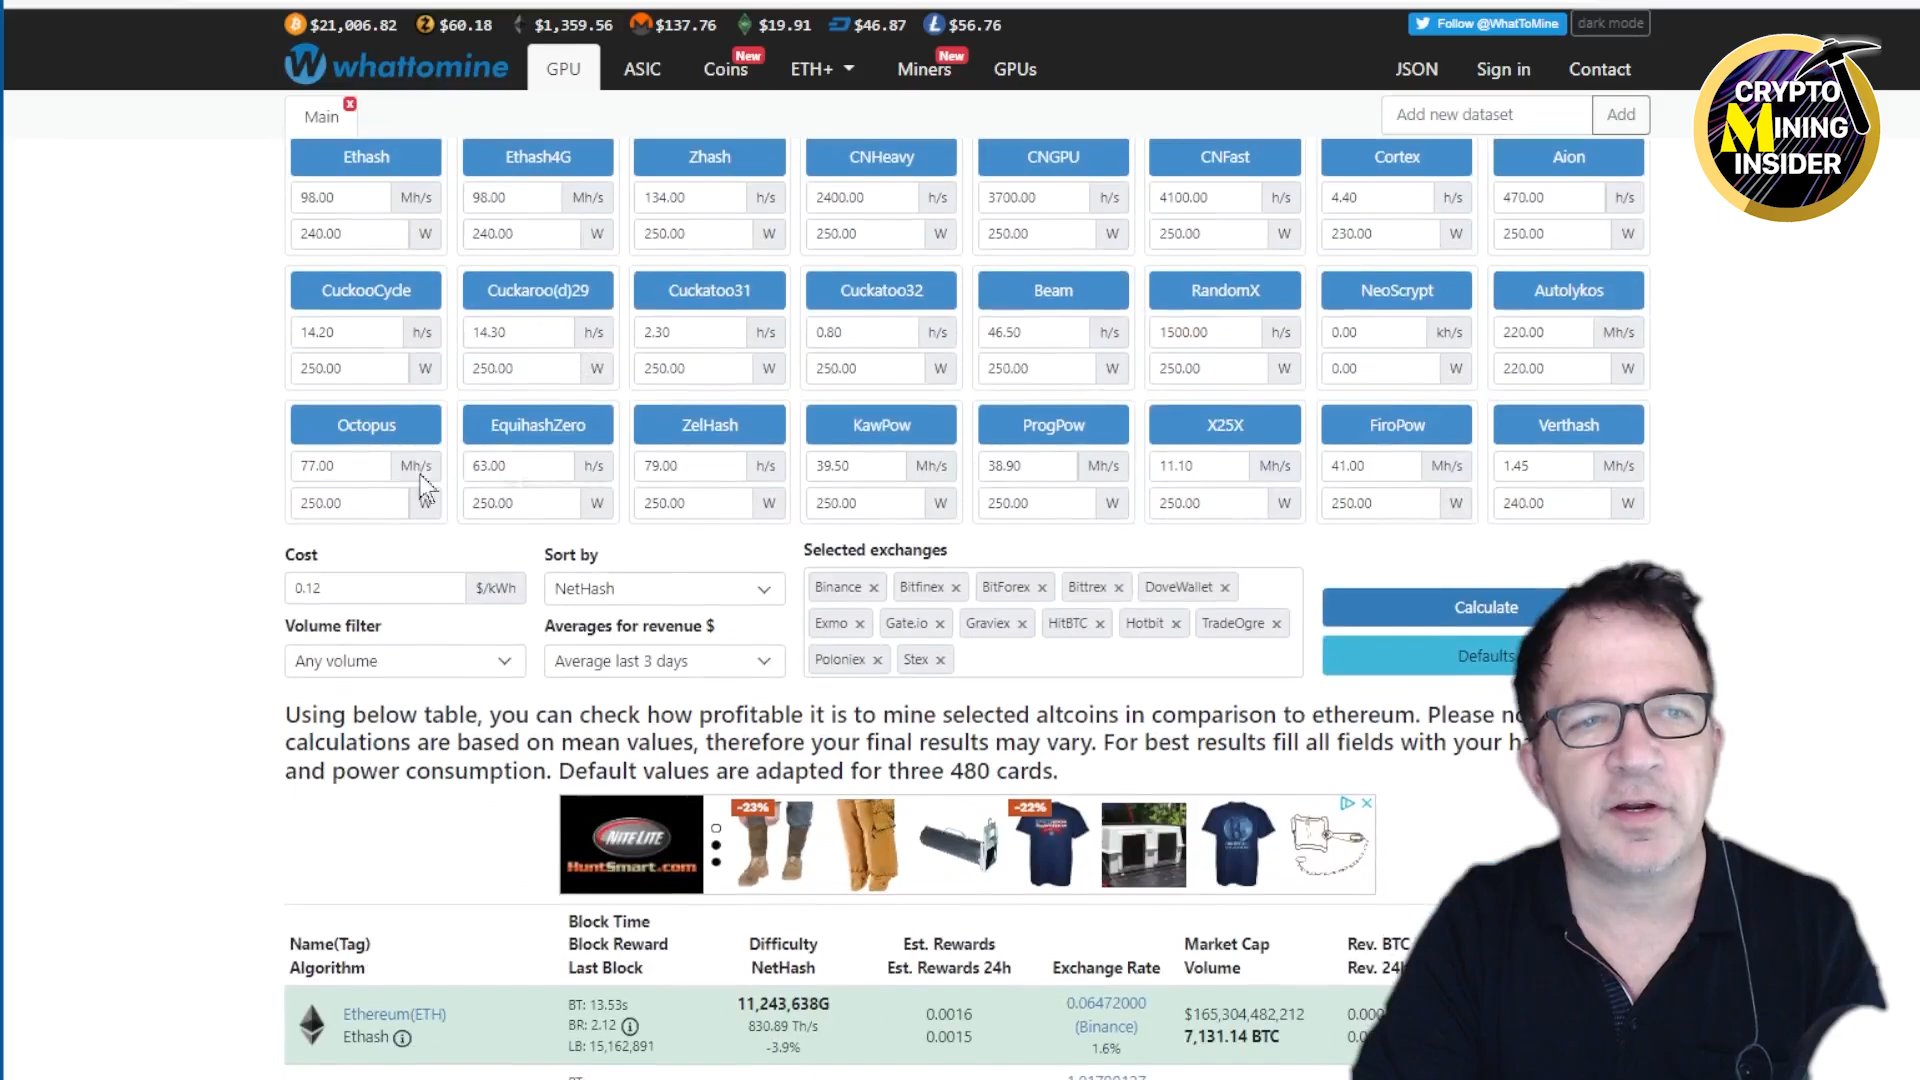 $21,006.82 $60.18 $1,359.56 $137.76 $19.91 $46.87 $56.76 Follow @WhatToMine dark mode
whattomine GPU ASIC Coins New ETH+ Miners New GPUs JSON Sign in Contact
CRYPTO
MINING
INSIDER
Main x Add new dataset Add
Ethash Ethash4G Zhash CNHeavy CNGPU CNFast Cortex Aion
98.00 Mh/s 98.00 Mh/s 134.00 h/s 2400.00 h/s 3700.00 h/s 4100.00 h/s 4.40 h/s 470.00 h/s
240.00 W 240.00 W 250.00 W 250.00 W 250.00 W 250.00 W 230.00 W 250.00 W
CuckooCycle Cuckaroo(d)29 Cuckatoo31 Cuckatoo32 Beam RandomX NeoScrypt Autolykos
14.20 h/s 14.30 h/s 2.30 h/s 0.80 h/s 46.50 h/s 1500.00 h/s 0.00 kh/s 220.00 Mh/s
250.00 W 250.00 W 250.00 W 250.00 W 250.00 W 250.00 W 0.00 W 220.00 W
Octopus EquihashZero ZelHash KawPow ProgPow X25X FiroPow Verthash
77.00 Mh/s 63.00 h/s 79.00 h/s 39.50 Mh/s 38.90 Mh/s 11.10 Mh/s 41.00 Mh/s 1.45 Mh/s
250.00 W 250.00 W 250.00 W 250.00 W 250.00 W 250.00 W 250.00 W 240.00 W
Cost Sort by Selected exchanges
0.12 $/kWh NetHash Binance x Bitfinex x BitForex x Bittrex x DoveWallet x Calculate
Volume filter Averages for revenue $ Exmo x Gate.io x Graviex x HitBTC x Hotbit x TradeOgre x
Any volume Average last 3 days Poloniex x Stex x Defaults
Using below table, you can check how profitable it is to mine selected altcoins in comparison to ethereum. Please
calculations are based on mean values, therefore your final results may vary. For best results fill all fields with your
and power consumption. Default values are adapted for three 480 cards.
NITE LITE
HuntSmart.com
-23% -22%
Name(Tag) Block Time Difficulty Est. Rewards Exchange Rate Market Cap Rev. BTC
Algorithm Block Reward NetHash Est. Rewards 24h Volume Rev.
Last Block
Ethereum(ETH) BT: 13.53s 11,243,638G 0.0016 0.06472000 $165,304,482,212
Ethash BR: 2.12 830.89 Th/s 0.0015 (Binance) 7,131.14 BTC
LB: 15,162,891 -3.9% 1.6%